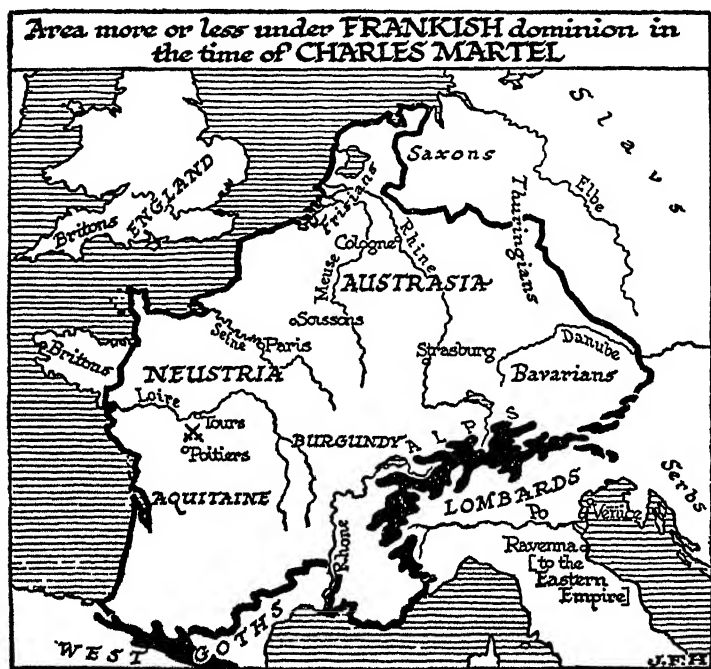 Area more or less under FRANKISH dominion in
the time of CHARLES MARTEL
Slavs
Saxons
ENGLAND
Britons
Frisians
Elbe
Thuringians
Cologne
Rhine
Meuse
AUSTRASIA
Soissons
Seine
Paris
Strasburg
Danube
Britons
NEUSTRIA
Bavarians
Loire
Tours
Poitiers
BURGUNDY
ALPS
AQUITAINE
LOMBARDS
Serbs
Po
Venice
Rhone
Ravenna
[to the
Eastern
Empire]
WEST GOTHS
J.F.H